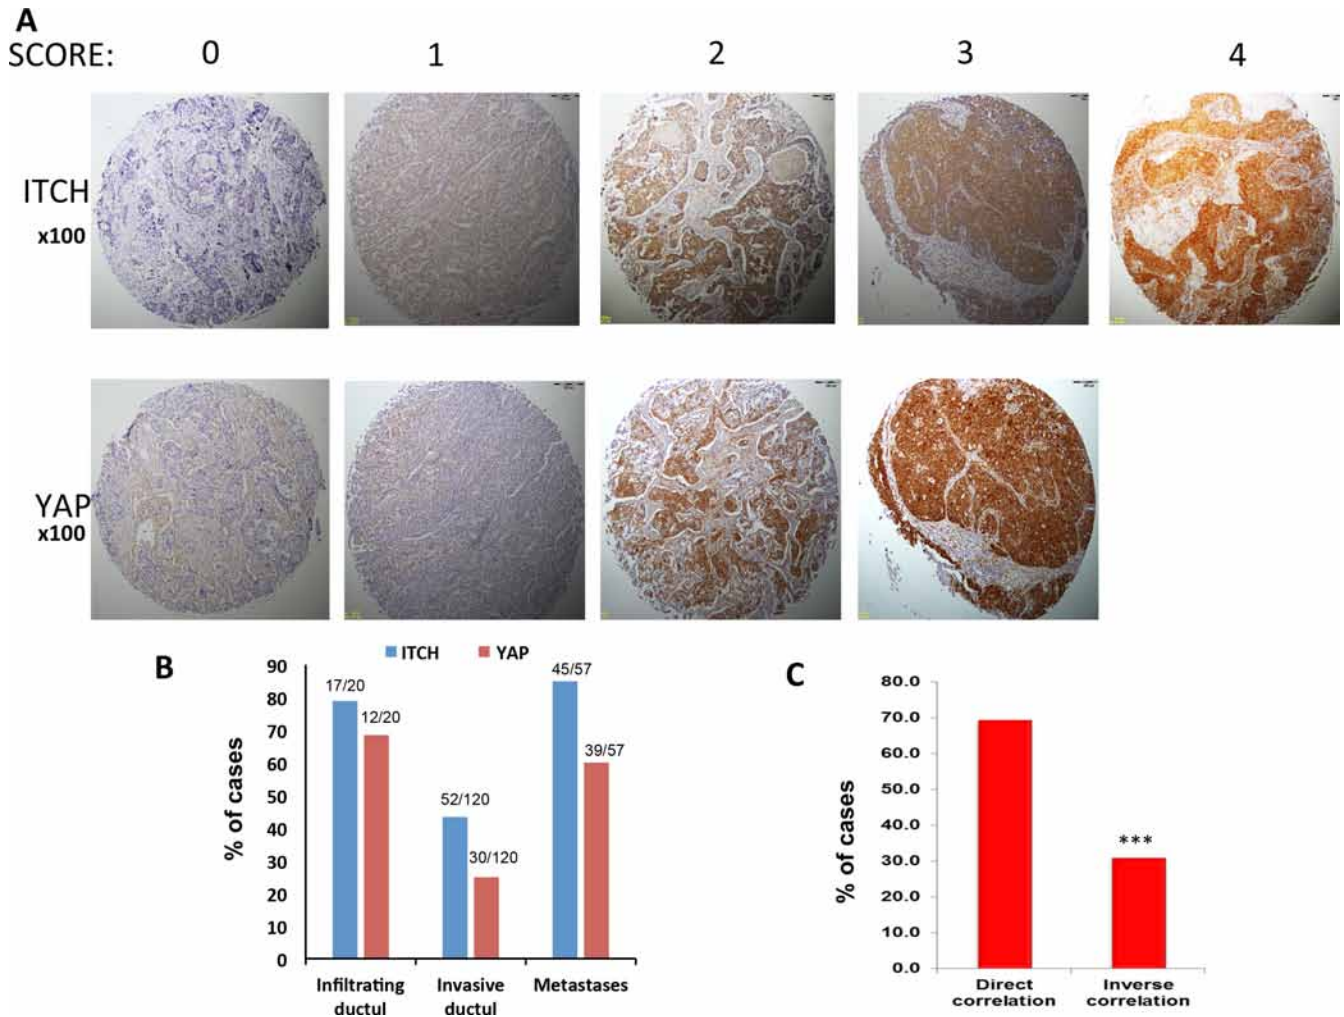 A
SCORE: 0 1 2 3 4
ITCH
x100
YAP
x100
B
ITCH YAP
90
80
70
60
50
40
30
20
10
0
% of cases
17/20
12/20
52/120
30/120
45/57
39/57
Infiltrating
ductul
Invasive
ductul
Metastases
C
80.0
70.0
60.0
50.0
40.0
30.0
20.0
10.0
0.0
% of cases
***
Direct
correlation
Inverse
correlation